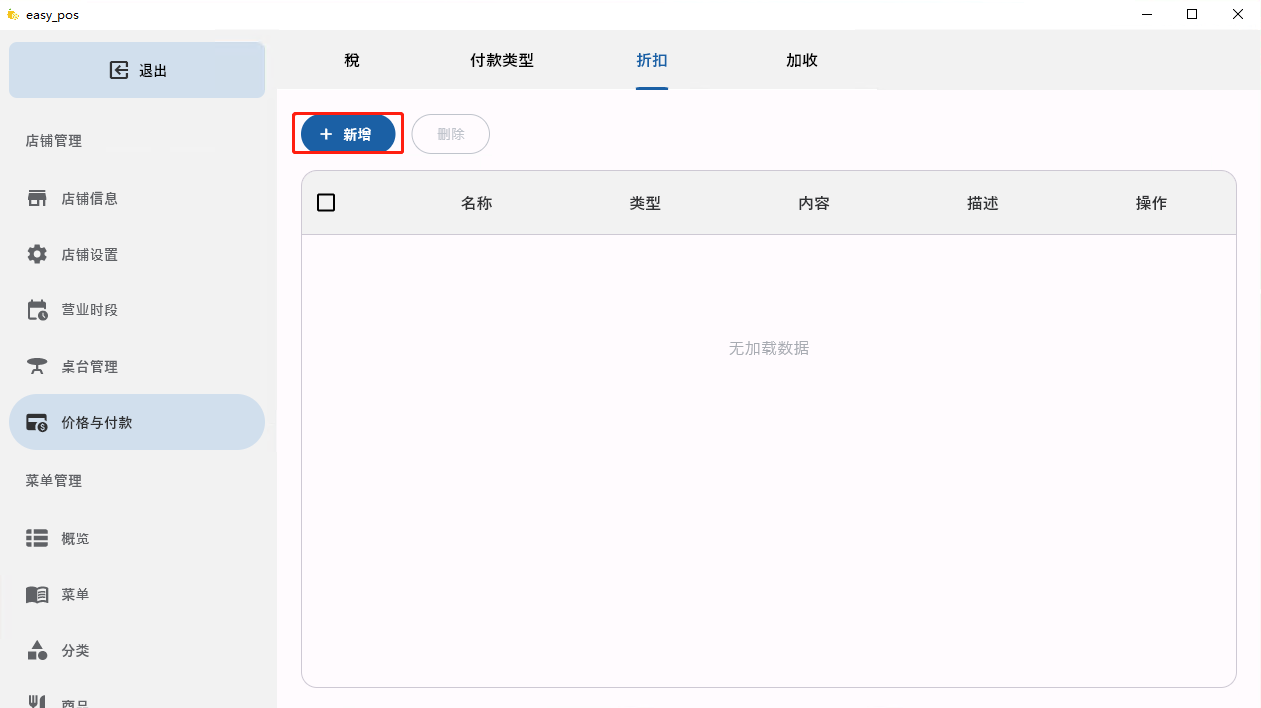 easy_pos
退出
税 付款类型 折扣 加收
店铺管理
新增 删除
店铺信息
名称 类型 内容 描述 操作
店铺设置
营业时段
无加载数据
桌台管理
价格与付款
菜单管理
概览
菜单
分类
商品